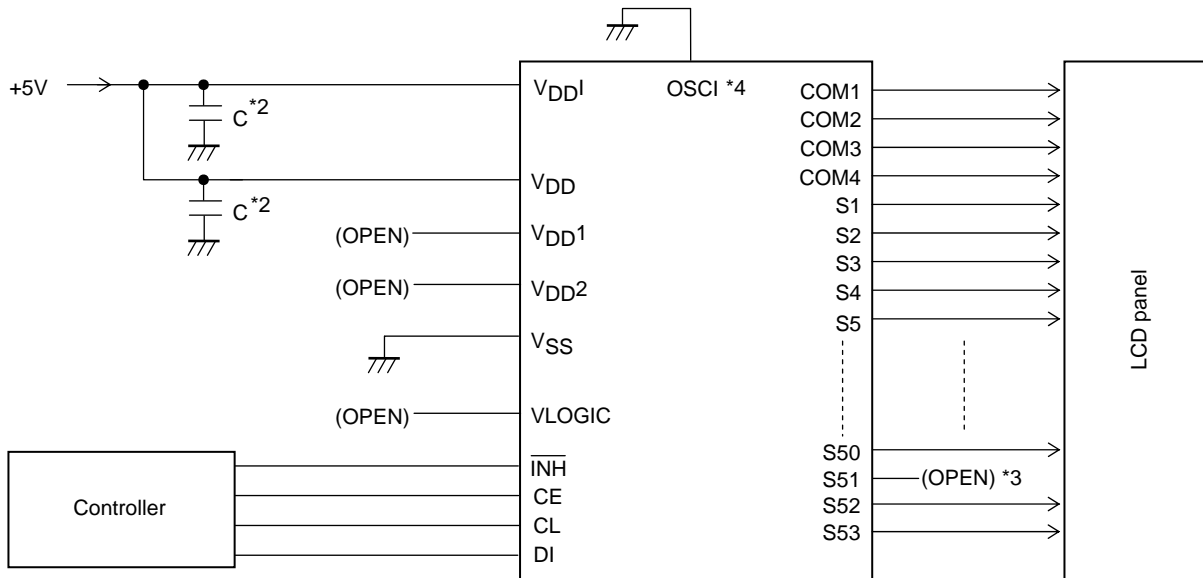 +5V
C*2
C*2
(OPEN)
(OPEN)
(OPEN)
Controller
VDDI
OSCI *4
VDD
VDD1
VDD2
VSS
VLOGIC
INH
CE
CL
DI
COM1
COM2
COM3
COM4
S1
S2
S3
S4
S5
S50
S51
S52
S53
(OPEN) *3
LCD panel